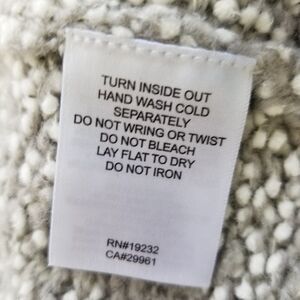 TURN INSIDE OUT
HAND WASH COLD
SEPARATELY
DO NOT WRING OR TWIST
DO NOT BLEACH
LAY FLAT TO DRY
DO NOT IRON
RN#19232
CA#29961